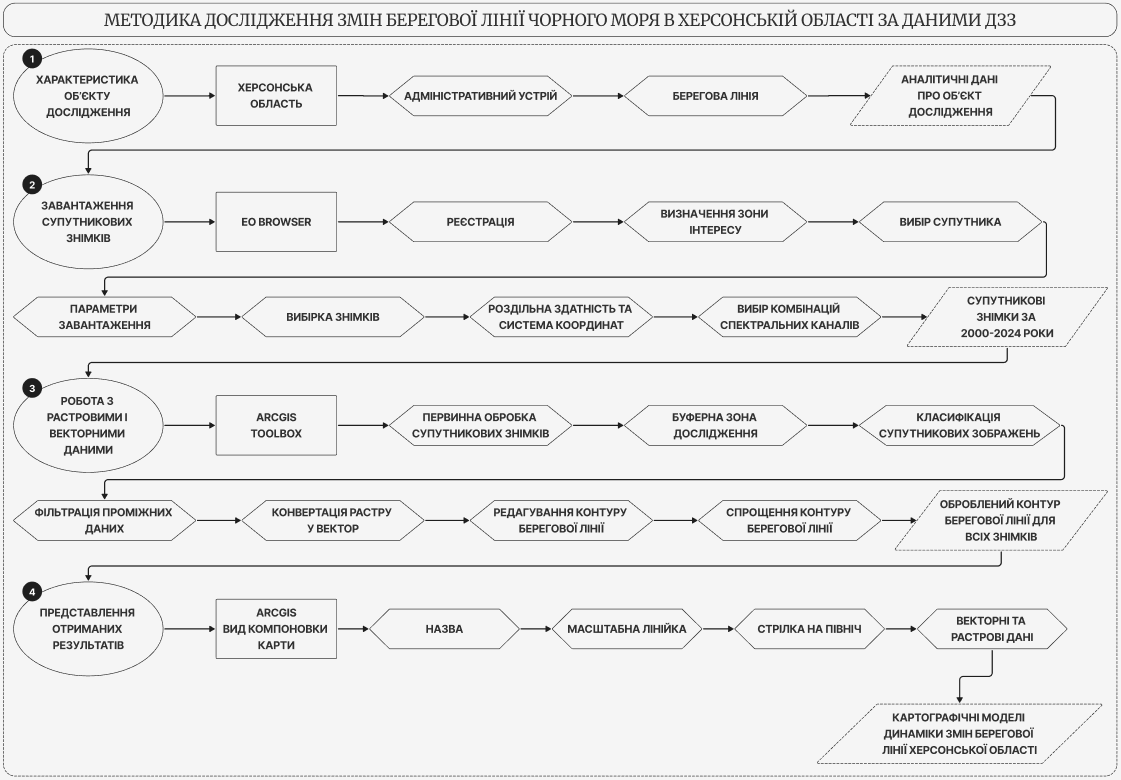 МЕТОДИКА ДОСЛІДЖЕННЯ ЗМІН БЕРЕГОВОЇ ЛІНІЇ ЧОРНОГО МОРЯ В ХЕРСОНСЬКІЙ ОБЛАСТІ ЗА ДАНИМИ ДЗЗ
1
ХАРАКТЕРИСТИКА
ОБ'ЄКТУ
ДОСЛІДЖЕННЯ
ХЕРСОНСЬКА
ОБЛАСТЬ
АДМІНІСТРАТИВНИЙ УСТРІЙ
БЕРЕГОВА ЛІНІЯ
АНАЛІТИЧНІ ДАНІ
ПРО ОБ'ЄКТ
ДОСЛІДЖЕННЯ
2
ЗАВАНТАЖЕННЯ
СУПУТНИКОВИХ
ЗНІМКІВ
EO BROWSER
РЕЄСТРАЦІЯ
ВИЗНАЧЕННЯ ЗОНИ
ІНТЕРЕСУ
ВИБІР СУПУТНИКА
ПАРАМЕТРИ
ЗАВАНТАЖЕННЯ
ВИБІРКА ЗНІМКІВ
РОЗДІЛЬНА ЗДАТНІСТЬ ТА
СИСТЕМА КООРДИНАТ
ВИБІР КОМБІНАЦІЙ
СПЕКТРАЛЬНИХ КАНАЛІВ
СУПУТНИКОВІ
ЗНІМКИ ЗА
2000-2024 РОКИ
3
РОБОТА З
РАСТРОВИМИ І
ВЕКТОРНИМИ
ДАНИМИ
ARCGIS
TOOLBOX
ПЕРВИННА ОБРОБКА
СУПУТНИКОВИХ ЗНІМКІВ
БУФЕРНА ЗОНА
ДОСЛІДЖЕННЯ
КЛАСИФІКАЦІЯ
СУПУТНИКОВИХ ЗОБРАЖЕНЬ
ФІЛЬТРАЦІЯ ПРОМІЖНИХ
ДАНИХ
КОНВЕРТАЦІЯ РАСТРУ
У ВЕКТОР
РЕДАГУВАННЯ КОНТУРУ
БЕРЕГОВОЇ ЛІНІЇ
СПРОЩЕННЯ КОНТУРУ
БЕРЕГОВОЇ ЛІНІЇ
ОБРОБЛЕНИЙ КОНТУР
БЕРЕГОВОЇ ЛІНІЇ ДЛЯ
ВСІХ ЗНІМКІВ
4
ПРЕДСТАВЛЕННЯ
ОТРИМАНИХ
РЕЗУЛЬТАТІВ
ARCGIS
ВИД КОМПОНОВКИ
КАРТИ
НАЗВА
МАСШТАБНА ЛІНІЙКА
СТРІЛКА НА ПІВНІЧ
ВЕКТОРНІ ТА
РАСТРОВІ ДАНІ
КАРТОГРАФІЧНІ МОДЕЛІ
ДИНАМІКИ ЗМІН БЕРЕГОВОЇ
ЛІНІЇ ХЕРСОНСЬКОЇ ОБЛАСТІ